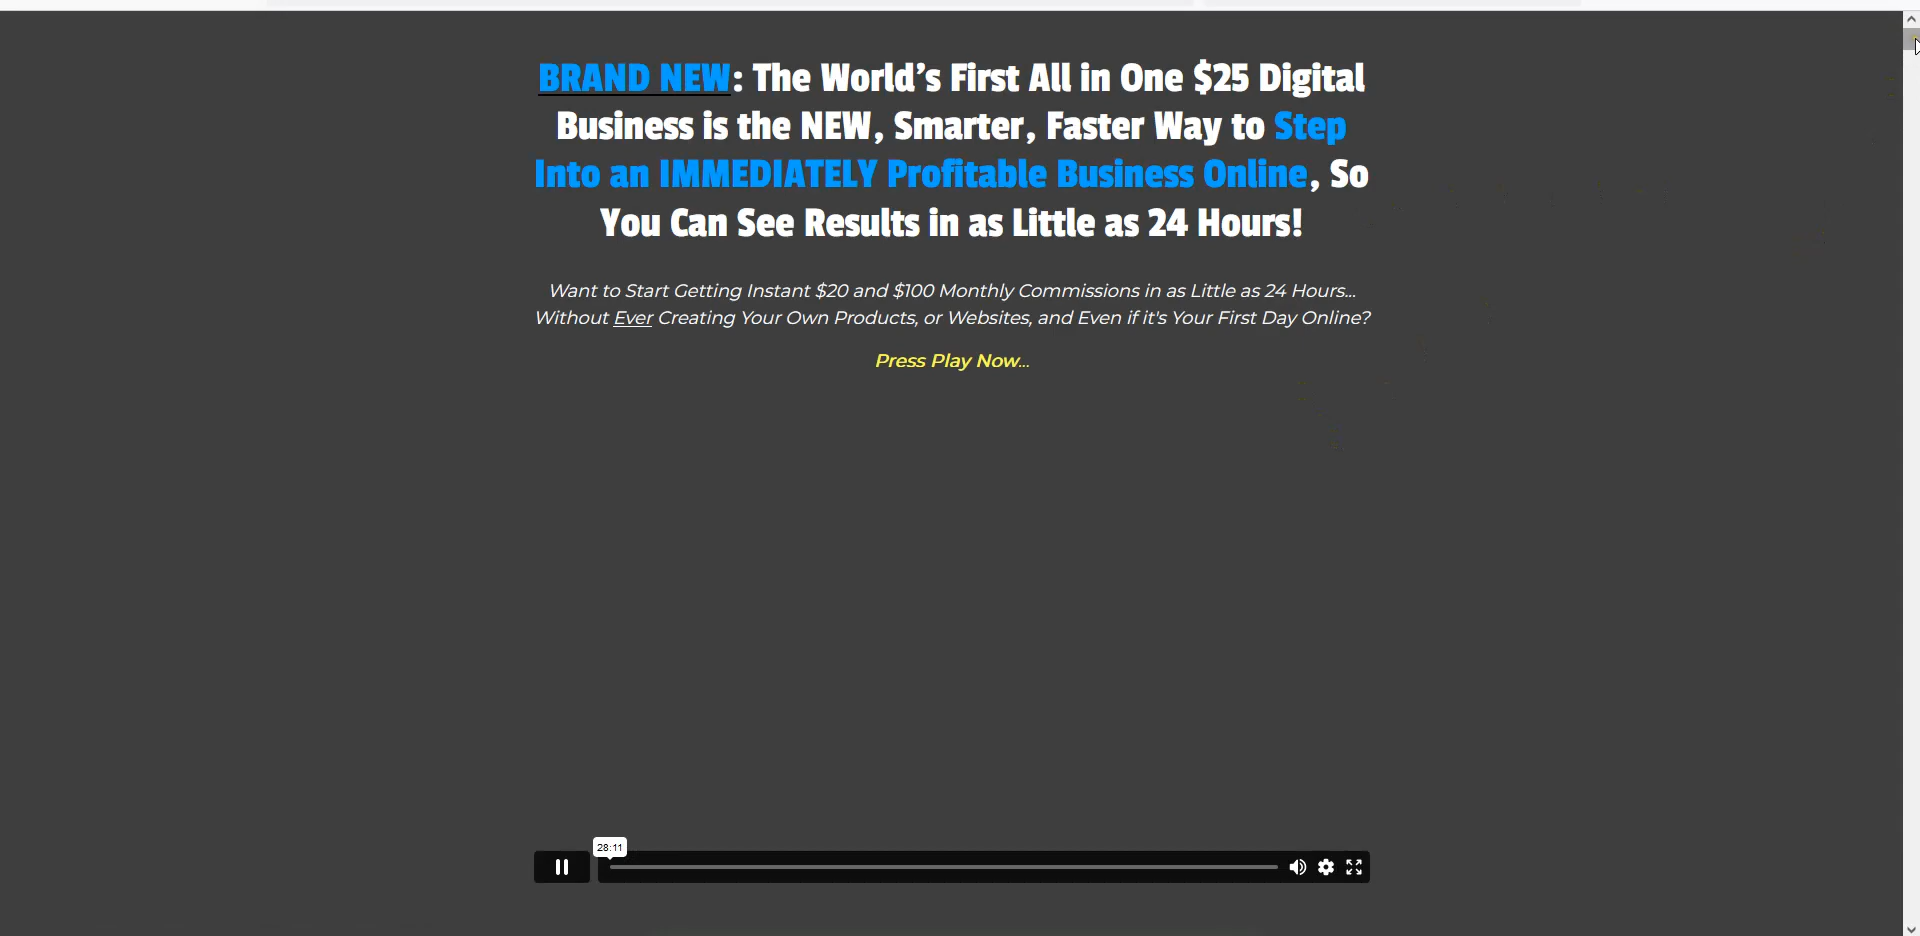 BRAND NEW: The World's First All in One $25 Digital
Business is the NEW, Smarter, Faster Way to Step
Into an IMMEDIATELY Profitable Business Online, So
You Can See Results in as Little as 24 Hours!
Want to Start Getting Instant $20 and $100 Monthly Commissions in as Little as 24 Hours...
Without Ever Creating Your Own Products, or Websites, and Even if it's Your First Day Online?
Press Play Now...
28:11